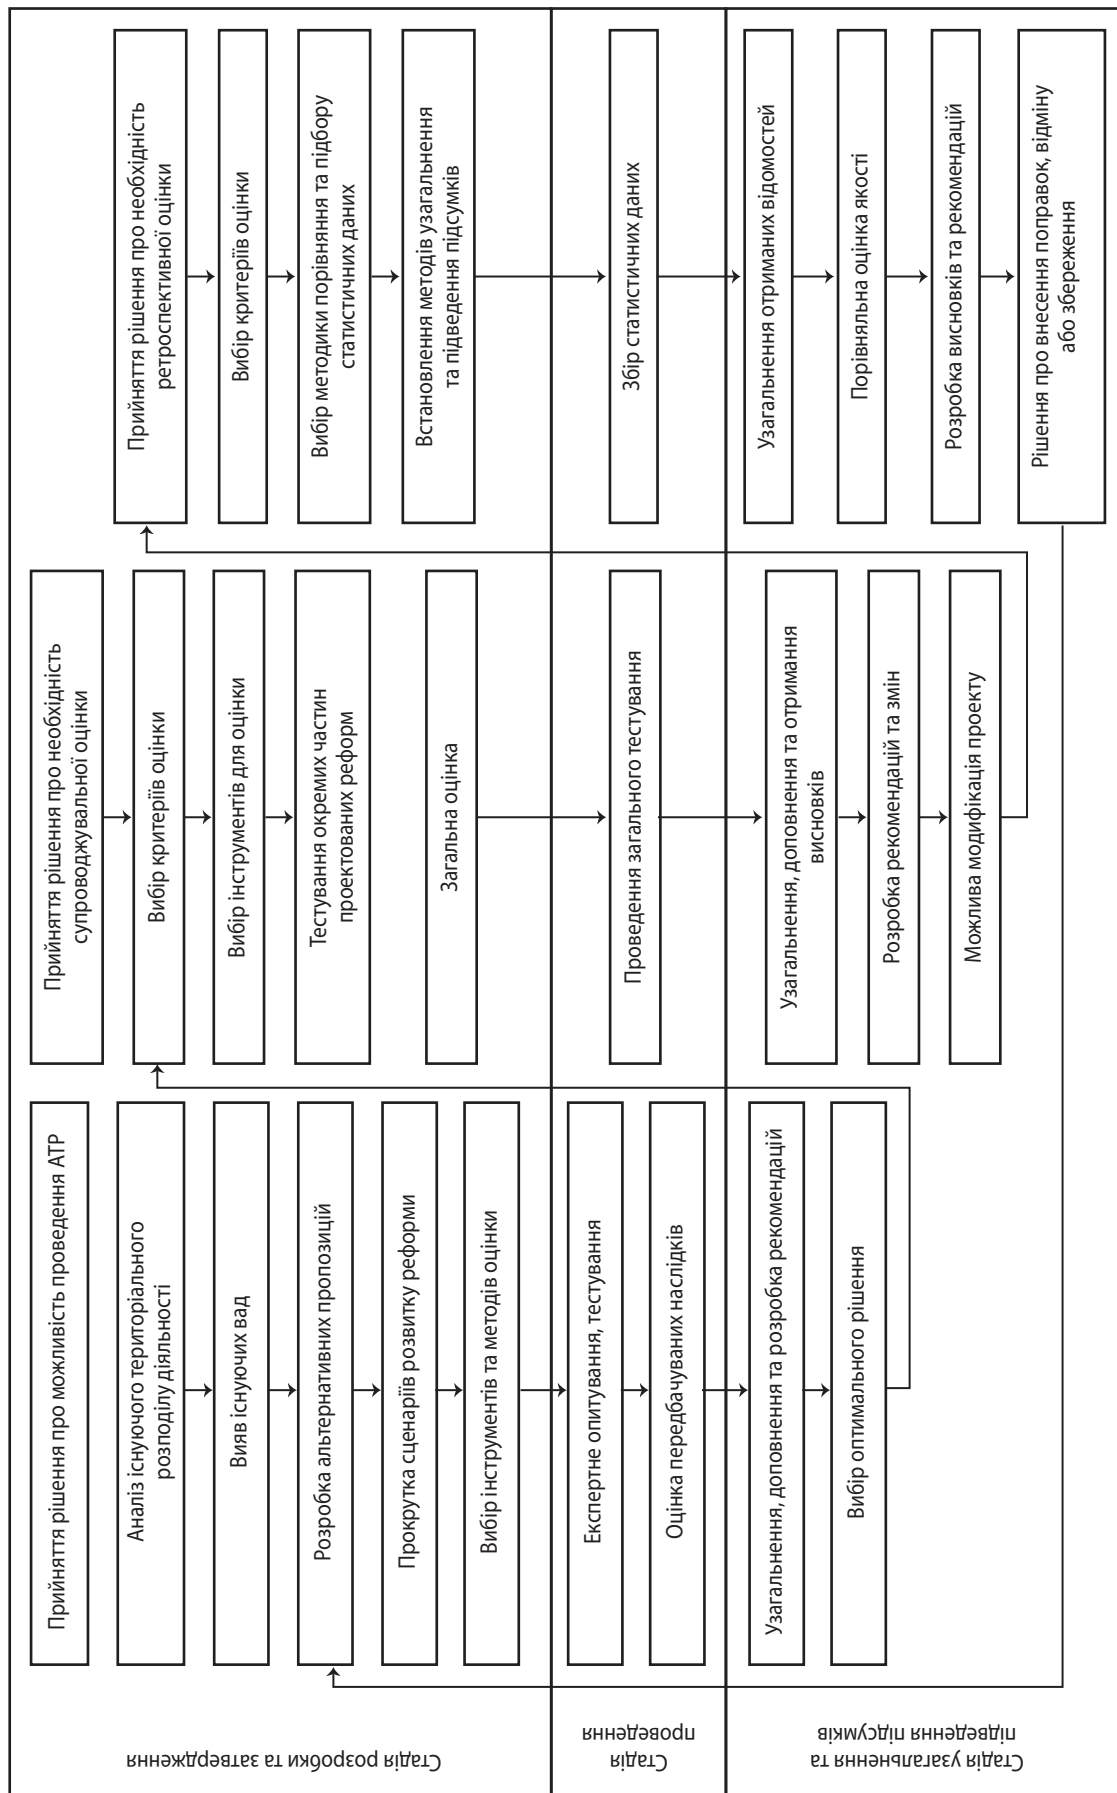 Прийняття рішення про можливість проведення АТР
Аналіз існуючого територіального
розподілу діяльності
Вияв існуючих вад
Розробка альтернативних пропозицій
Прокрутка сценаріїв розвитку реформи
Вибір інструментів та методів оцінки
Експертне опитування, тестування
Оцінка передбачуваних наслідків
Узагальнення, доповнення та розробка рекомендацій
Вибір оптимального рішення
Прийняття рішення про необхідність
супроводжувальної оцінки
Вибір критеріїв оцінки
Вибір інструментів для оцінки
Тестування окремих частин
проектованих реформ
Загальна оцінка
Проведення загального тестування
Узагальнення, доповнення та отримання
висновків
Розробка рекомендацій та змін
Можлива модифікація проекту
Прийняття рішення про необхідність
ретроспективної оцінки
Вибір критеріїв оцінки
Вибір методики порівняння та підбору
статистичних даних
Встановлення методів узагальнення
та підведення підсумків
Збір статистичних даних
Узагальнення отриманих відомостей
Порівняльна оцінка якості
Розробка висновків та рекомендацій
Рішення про внесення поправок, відміну
або збереження
Стадія розробки та затвердження
Стадія
проведення
Стадія узагальнення та
підведення підсумків